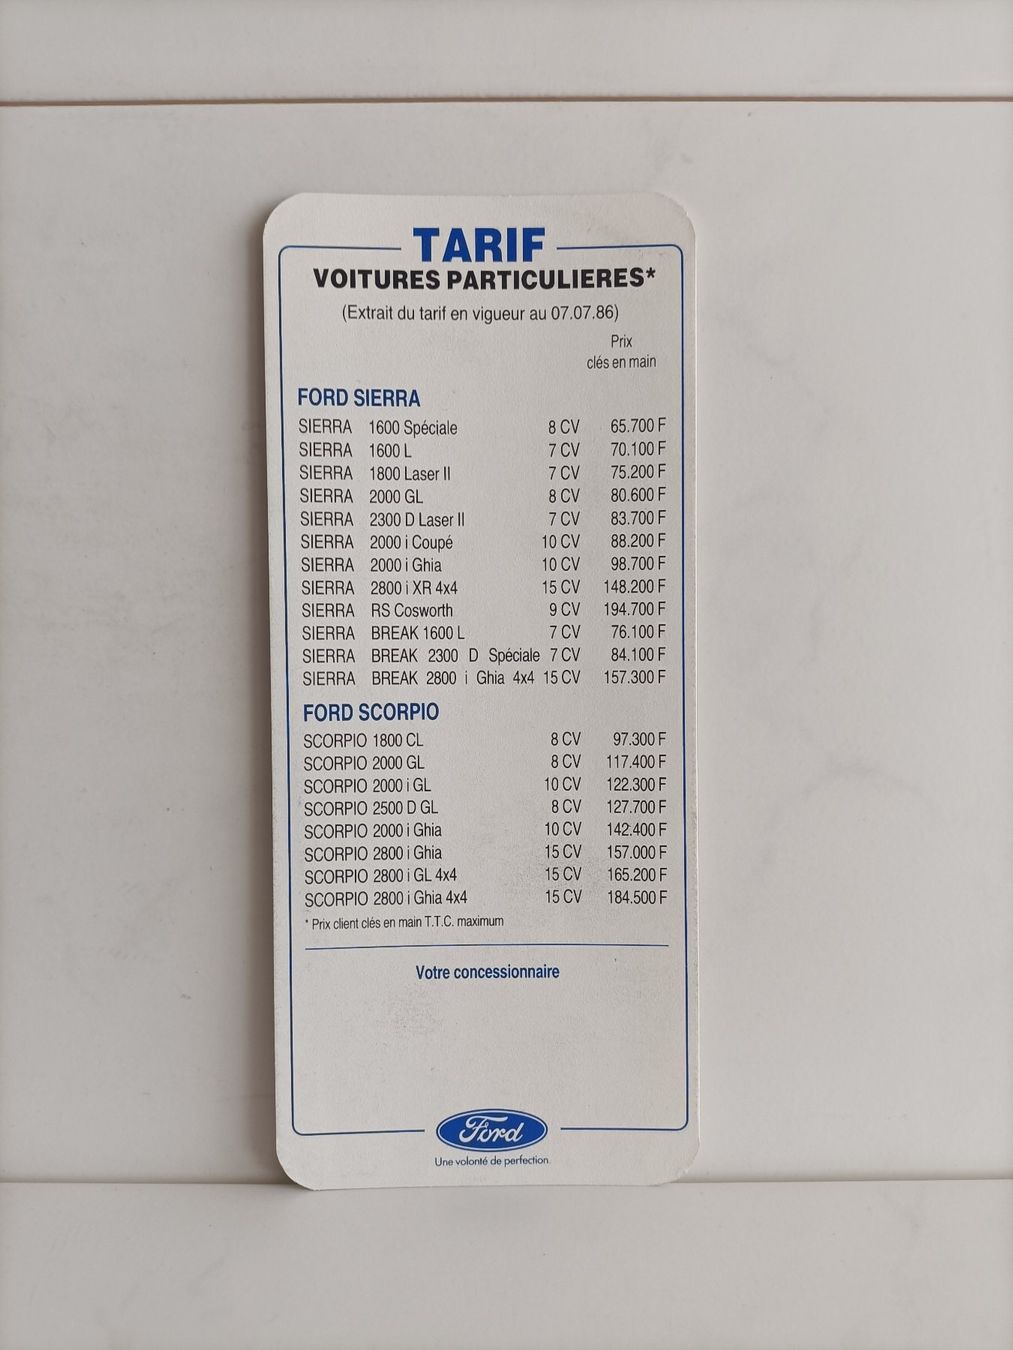 TARIF
VOITURES PARTICULIERES*
(Extrait du tarif en vigueur au 07.07.86)
Prix
clés en main
FORD SIERRA
SIERRA 1600 Spéciale 8 CV 65.700 F
SIERRA 1600 L 7 CV 70.100 F
SIERRA 1800 Laser II 7 CV 75.200 F
SIERRA 2000 GL 8 CV 80.600 F
SIERRA 2300 D Laser II 7 CV 83.700 F
SIERRA 2000 i Coupé 10 CV 88.200 F
SIERRA 2000 i Ghia 10 CV 98.700 F
SIERRA 2800 i XR 4x4 15 CV 148.200 F
SIERRA RS Cosworth 9 CV 194.700 F
SIERRA BREAK 1600 L 7 CV 76.100 F
SIERRA BREAK 2300 D Spéciale 7 CV 84.100 F
SIERRA BREAK 2800 i Ghia 4x4 15 CV 157.300 F
FORD SCORPIO
SCORPIO 1800 CL 8 CV 97.300 F
SCORPIO 2000 GL 8 CV 117.400 F
SCORPIO 2000 i GL 10 CV 122.300 F
SCORPIO 2500 D GL 8 CV 127.700 F
SCORPIO 2000 i Ghia 10 CV 142.400 F
SCORPIO 2800 i Ghia 15 CV 157.000 F
SCORPIO 2800 i GL 4x4 15 CV 165.200 F
SCORPIO 2800 i Ghia 4x4 15 CV 184.500 F
* Prix client clés en main T.T.C. maximum
Votre concessionnaire
Ford
Une volonté de perfection.